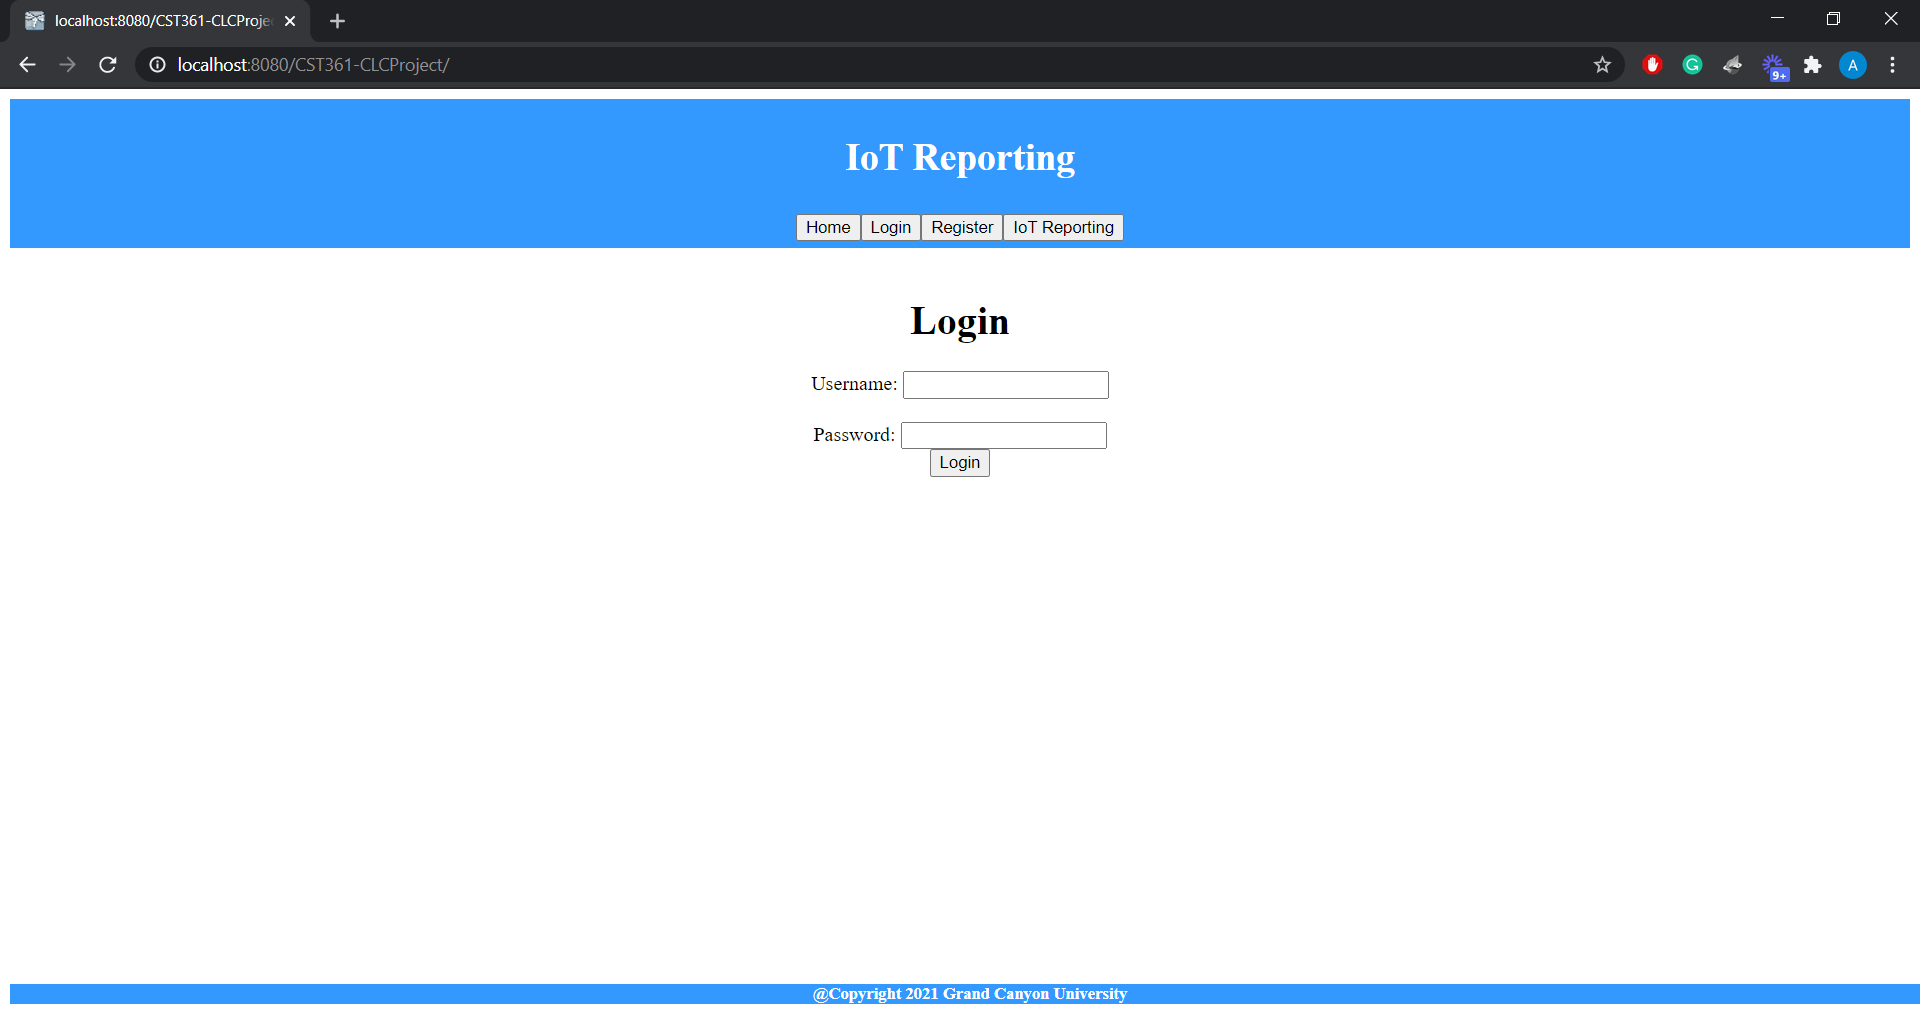 localhost:8080/CST361-CLCProje
localhost:8080/CST361-CLCProject/
9+
A
IoT Reporting
Home Login Register IoT Reporting
Login
Username:
Password:
Login
@Copyright 2021 Grand Canyon University